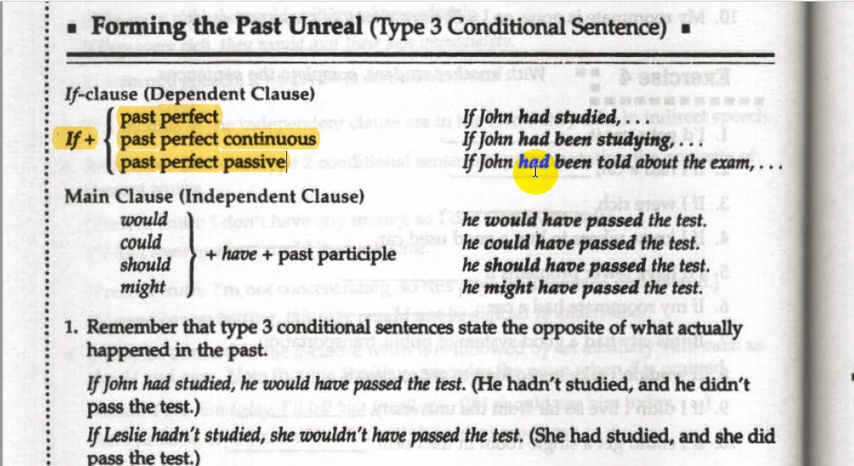 ▪ Forming the Past Unreal (Type 3 Conditional Sentence) ▪
If-clause (Dependent Clause)
past perfect If John had studied, . . .
If + past perfect continuous If John had been studying, . . .
past perfect passive If John had been told about the exam, . . .
Main Clause (Independent Clause)
would he would have passed the test.
could he could have passed the test.
+ have + past participle
should he should have passed the test.
might he might have passed the test.
1. Remember that type 3 conditional sentences state the opposite of what actually
happened in the past.
If John had studied, he would have passed the test. (He hadn't studied, and he didn't
pass the test.)
If Leslie hadn't studied, she wouldn't have passed the test. (She had studied, and she did
pass the test.)